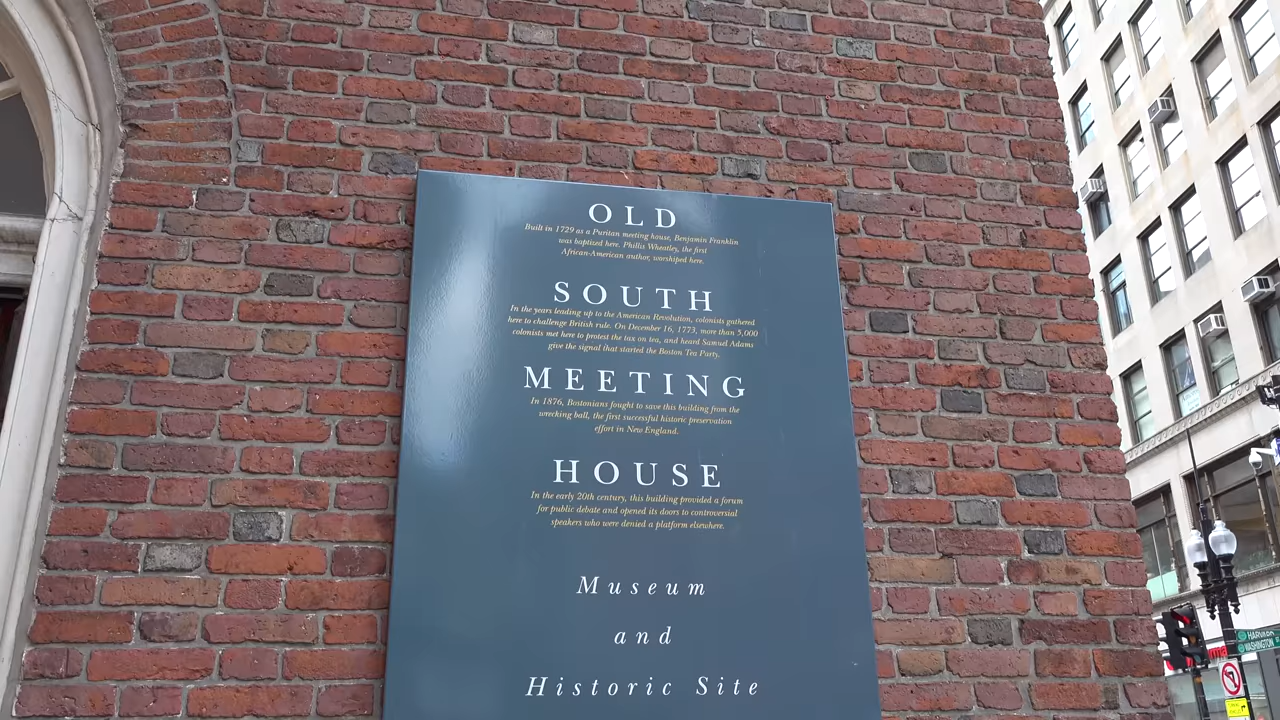 OLD
Built in 1729 as a Puritan meeting house, Benjamin Franklin
was baptized here. Phillis Wheatley, the first
African-American author, worshiped here.
SOUTH
In the years leading up to the American Revolution, colonists gathered
here to challenge British rule. On December 16, 1773, more than 5,000
colonists met here to protest the tax on tea, and heard Samuel Adams
give the signal that started the Boston Tea Party.
MEETING
In 1876, Bostonians fought to save this building from the
wrecking ball, the first successful historic preservation
effort in New England.
HOUSE
In the early 20th century, this building provided a forum
for public debate and opened its doors to controversial
speakers who were denied a platform elsewhere.
Museum
and
Historic Site
WASHINGTON